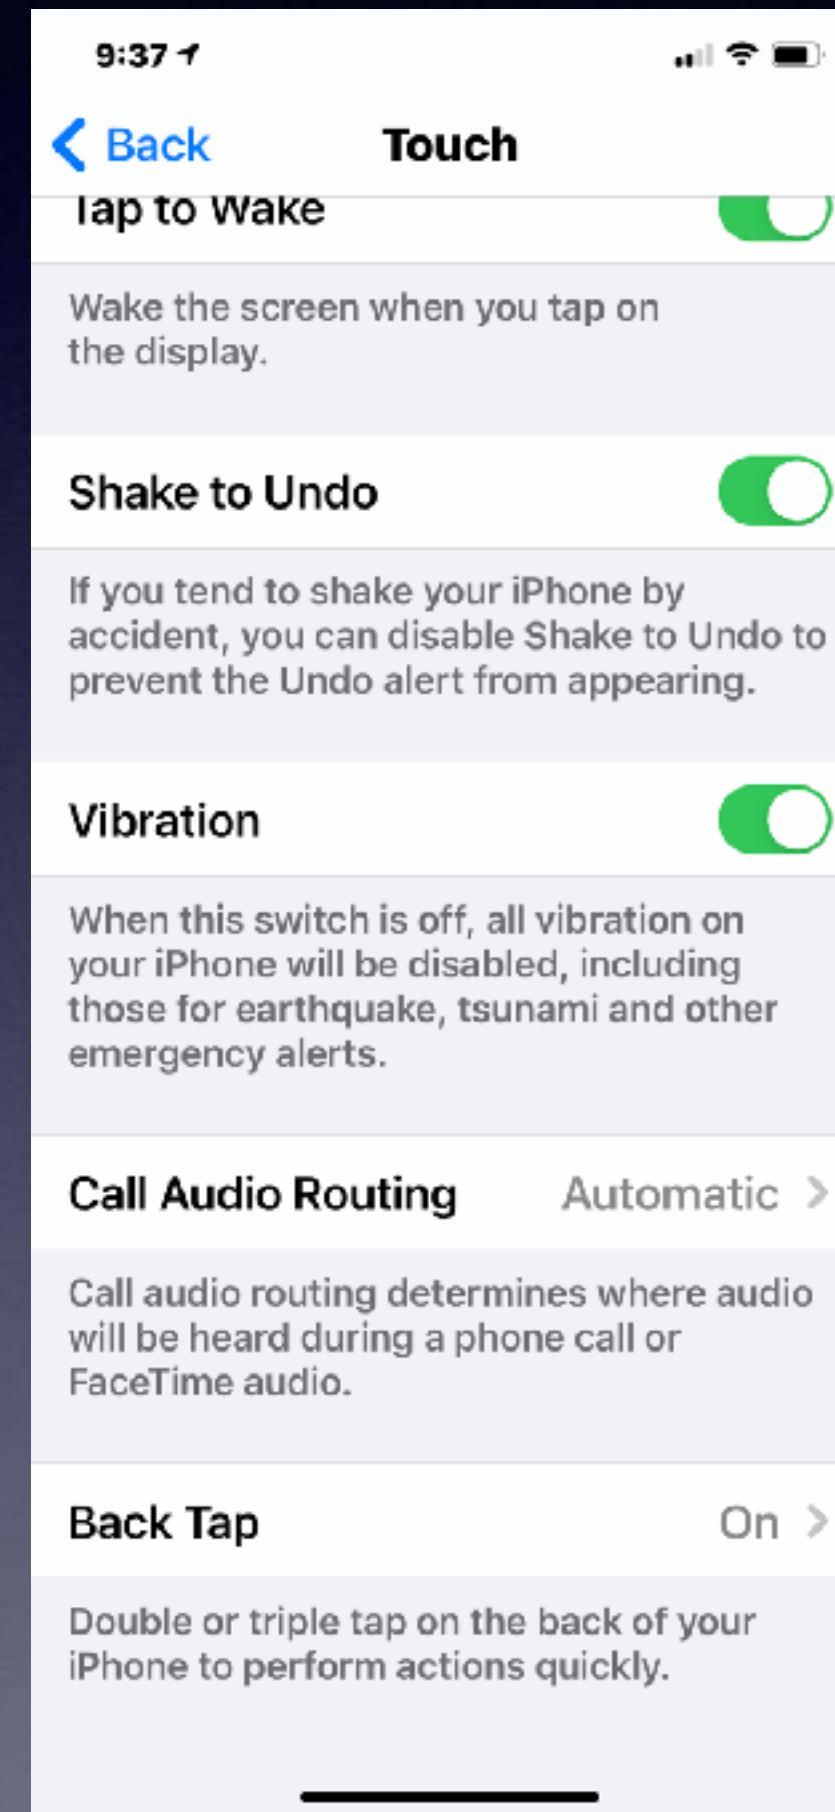 9:37
Back
Touch
Tap to Wake
Wake the screen when you tap on
the display.
Shake to Undo
If you tend to shake your iPhone by
accident, you can disable Shake to Undo to
prevent the Undo alert from appearing.
Vibration
When this switch is off, all vibration on
your iPhone will be disabled, including
those for earthquake, tsunami and other
emergency alerts.
Call Audio Routing
Automatic
Call audio routing determines where audio
will be heard during a phone call or
FaceTime audio.
Back Tap
On
Double or triple tap on the back of your
iPhone to perform actions quickly.